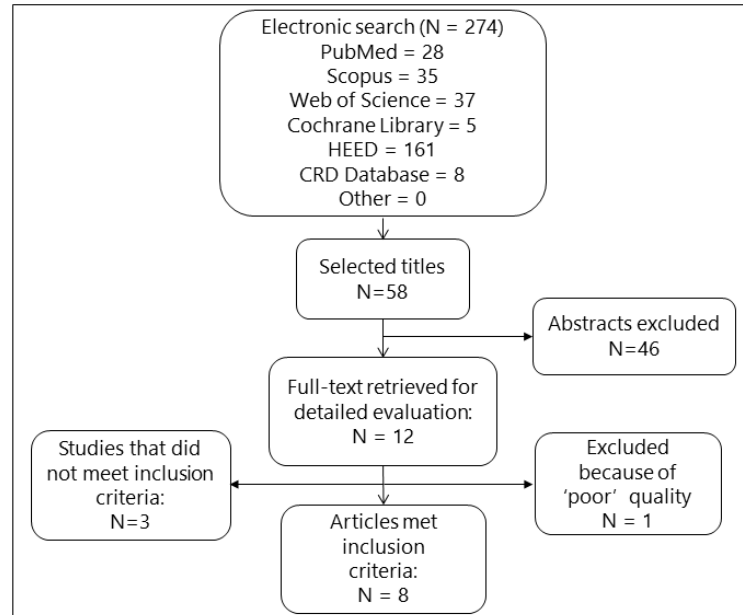 Electronic search (N = 274)
PubMed = 28
Scopus = 35
Web of Science = 37
Cochrane Library = 5
HEED = 161
CRD Database = 8
Other = 0
Selected titles
N=58
Abstracts excluded
N=46
Full-text retrieved for
detailed evaluation:
N = 12
Studies that did
not meet inclusion
criteria:
N=3
Excluded
because of
‘poor’ quality
N = 1
Articles met
inclusion
criteria:
N = 8